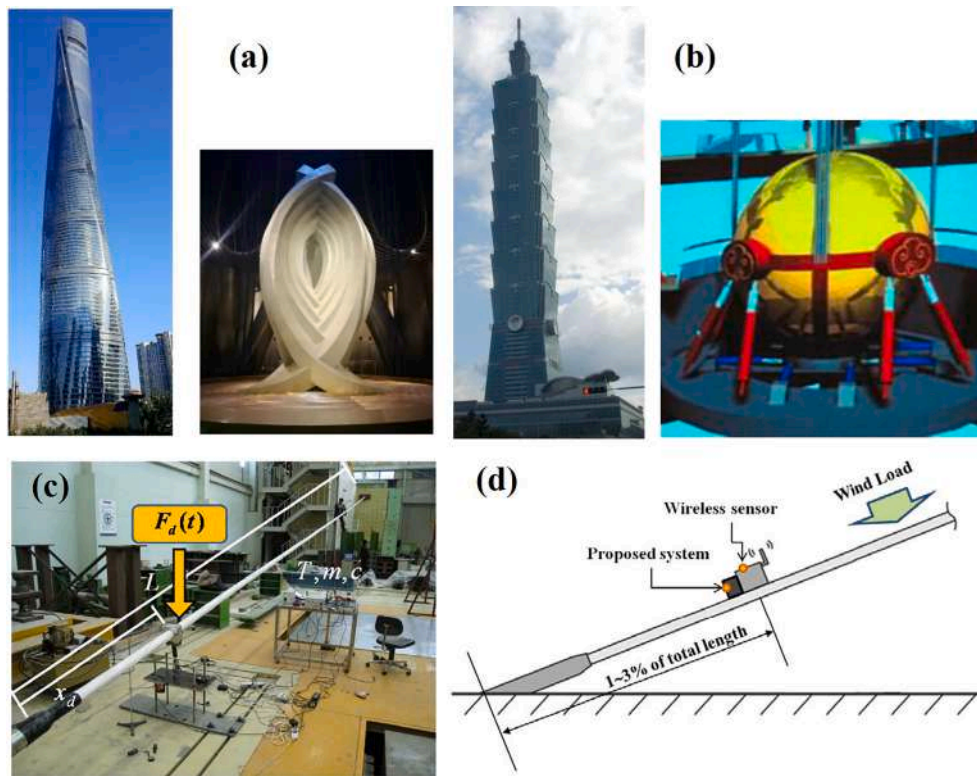 (a)
(b)
(c)
F_d(t)
L
T, m, c
x_d
(d)
Wind Load
Wireless sensor
Proposed system
1~3% of total length